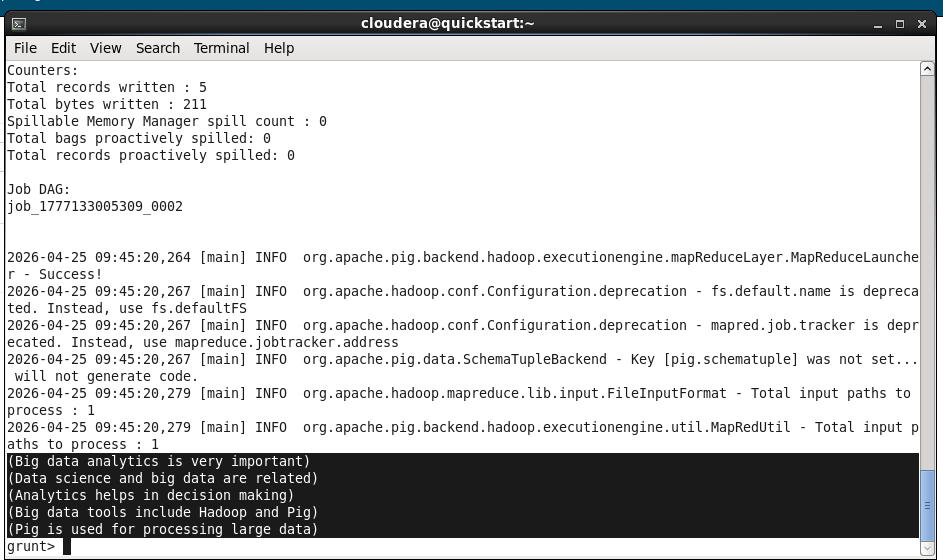 cloudera@quickstart:~
File Edit View Search Terminal Help
Counters:
Total records written : 5
Total bytes written : 211
Spillable Memory Manager spill count : 0
Total bags proactively spilled: 0
Total records proactively spilled: 0
Job DAG:
job_1777133005309_0002
2026-04-25 09:45:20,264 [main] INFO  org.apache.pig.backend.hadoop.executionengine.mapReduceLayer.MapReduceLaunche
r - Success!
2026-04-25 09:45:20,267 [main] INFO  org.apache.hadoop.conf.Configuration.deprecation - fs.default.name is depreca
ted. Instead, use fs.defaultFS
2026-04-25 09:45:20,267 [main] INFO  org.apache.hadoop.conf.Configuration.deprecation - mapred.job.tracker is depr
ecated. Instead, use mapreduce.jobtracker.address
2026-04-25 09:45:20,267 [main] INFO  org.apache.pig.data.SchemaTupleBackend - Key [pig.schematuple] was not set...
 will not generate code.
2026-04-25 09:45:20,279 [main] INFO  org.apache.hadoop.mapreduce.lib.input.FileInputFormat - Total input paths to
process : 1
2026-04-25 09:45:20,279 [main] INFO  org.apache.pig.backend.hadoop.executionengine.util.MapRedUtil - Total input p
aths to process : 1
(Big data analytics is very important)
(Data science and big data are related)
(Analytics helps in decision making)
(Big data tools include Hadoop and Pig)
(Pig is used for processing large data)
grunt>